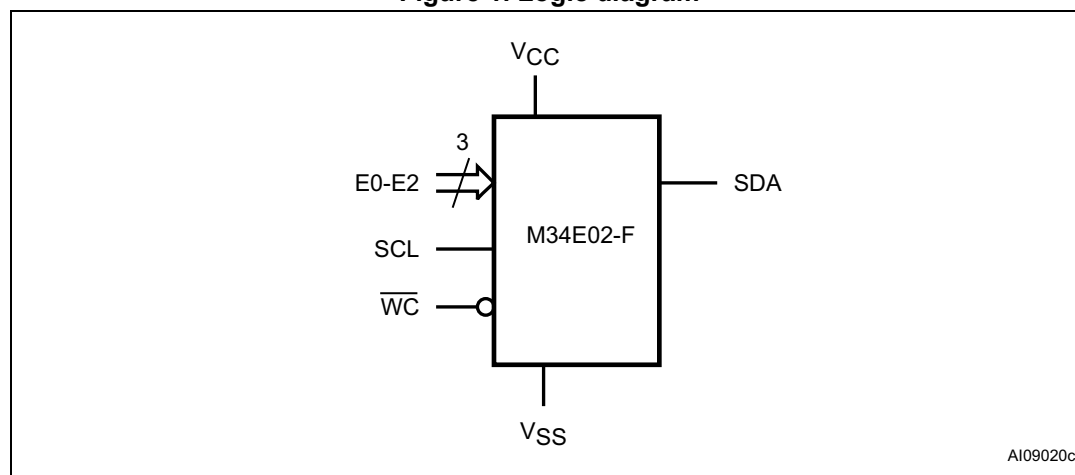 Figure 1. Logic diagram
VCC
3
E0-E2
SDA
M34E02-F
SCL
WC
VSS
AI09020c